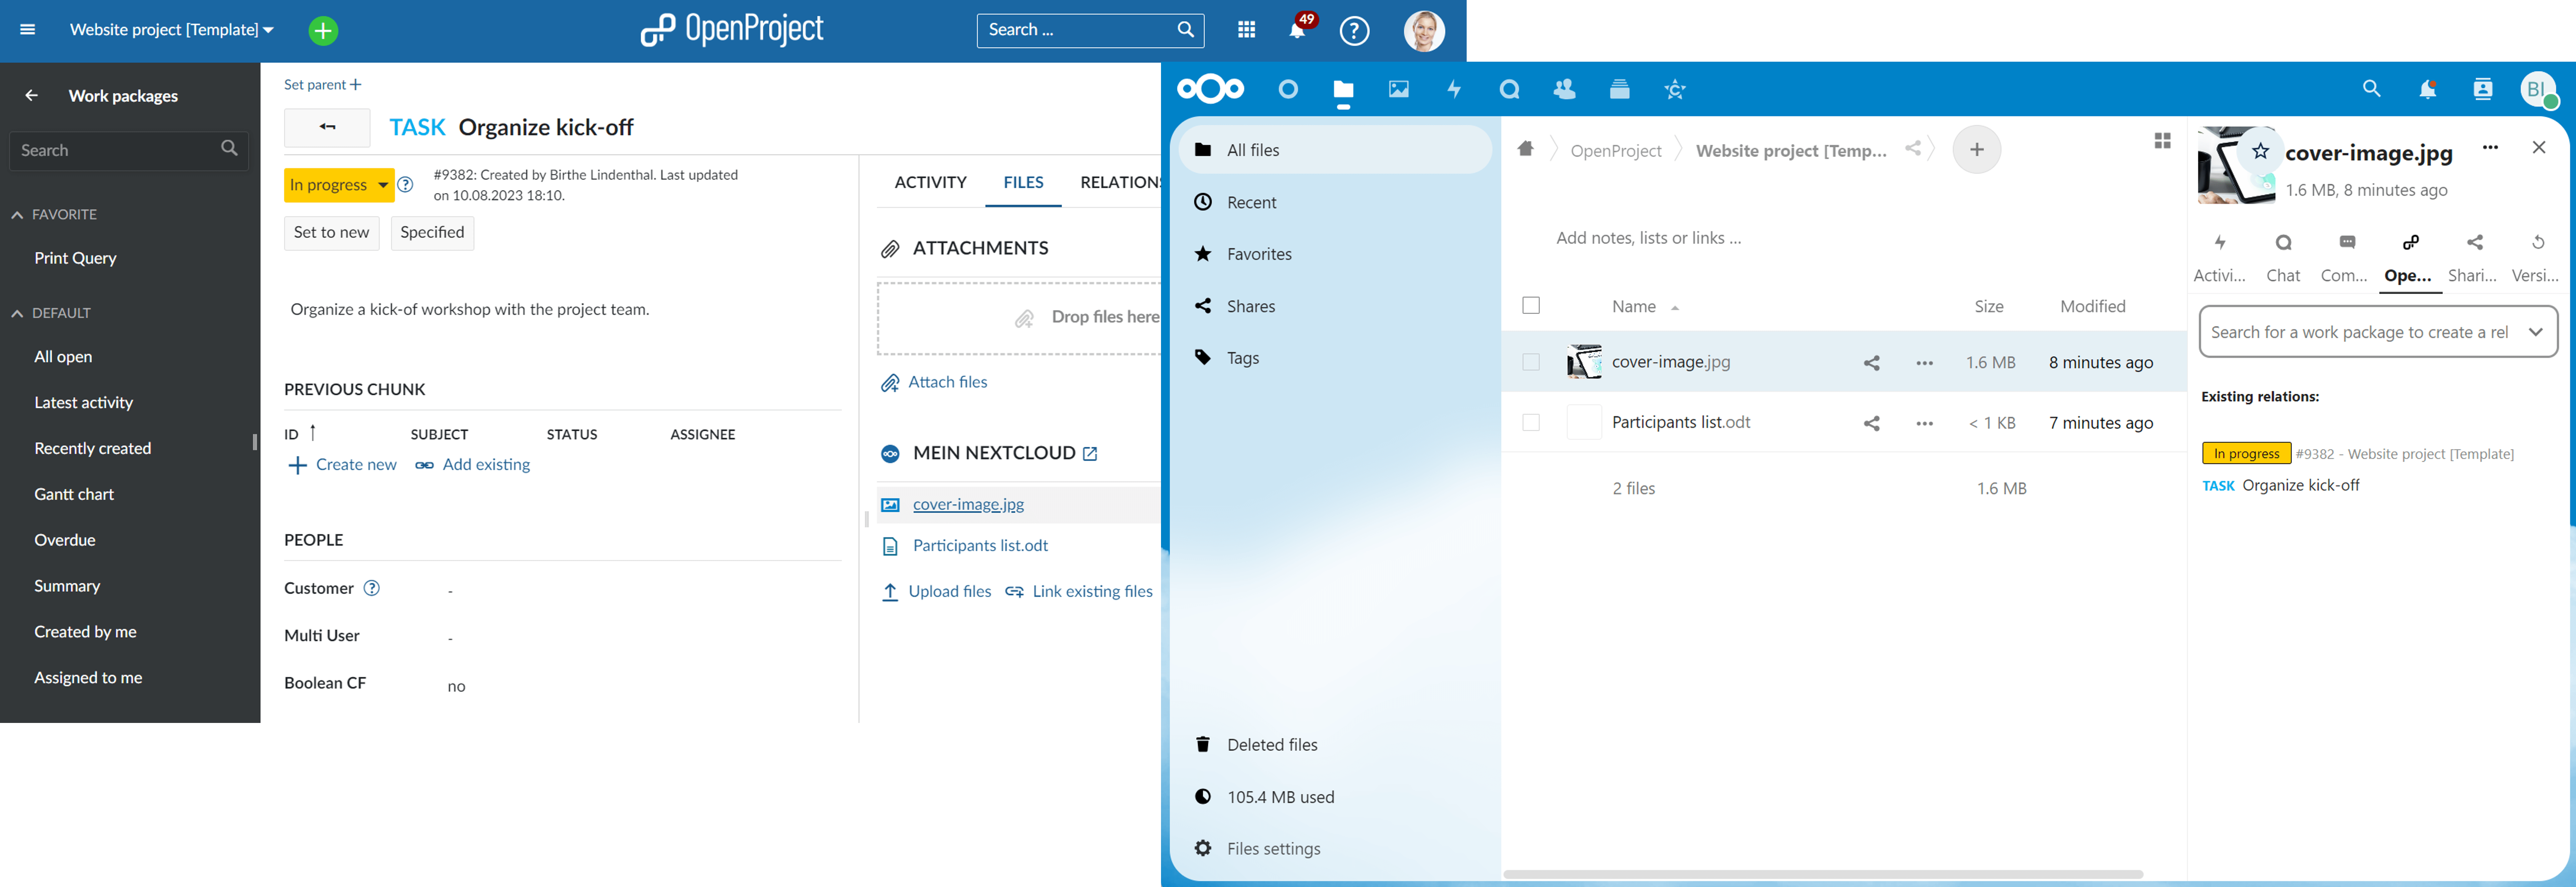 Website project [Template]
OpenProject
Search ...
49
Work packages
Search
FAVORITE
Print Query
DEFAULT
All open
Latest activity
Recently created
Gantt chart
Overdue
Summary
Created by me
Assigned to me
Set parent
TASK Organize kick-off
In progress
#9382: Created by Birthe Lindenthal. Last updated
on 10.08.2023 18:10.
Set to new
Specified
Organize a kick-of workshop with the project team.
PREVIOUS CHUNK
ID SUBJECT STATUS ASSIGNEE
Create new Add existing
PEOPLE
Customer -
Multi User -
Boolean CF no
ACTIVITY FILES RELATIONS
ATTACHMENTS
Drop files here
Attach files
MEIN NEXTCLOUD
cover-image.jpg
Participants list.odt
Upload files Link existing files
BI
All files
Recent
Favorites
Shares
Tags
Deleted files
105.4 MB used
Files settings
OpenProject Website project [Temp...
Add notes, lists or links ...
Name Size Modified
cover-image.jpg 1.6 MB 8 minutes ago
Participants list.odt < 1 KB 7 minutes ago
2 files 1.6 MB
cover-image.jpg
1.6 MB, 8 minutes ago
Activi... Chat Com... Ope... Shari... Versi...
Search for a work package to create a rel
Existing relations:
In progress #9382 - Website project [Template]
TASK Organize kick-off